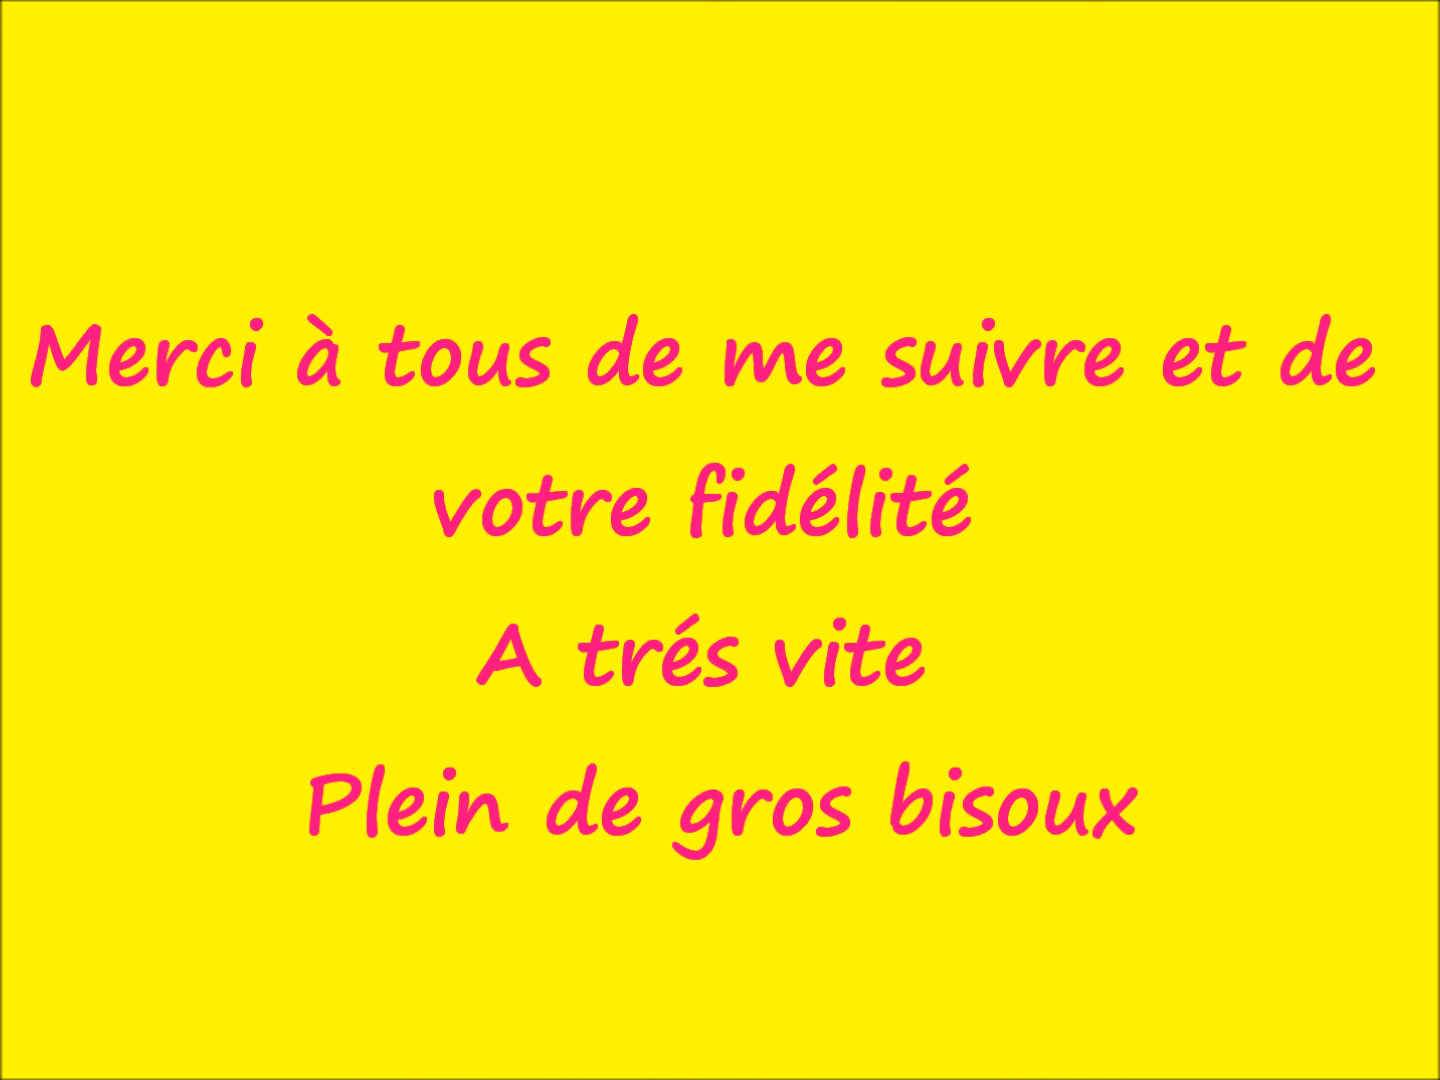 Merci à tous de me suivre et de
votre fidélité
A trés vite
Plein de gros bisoux